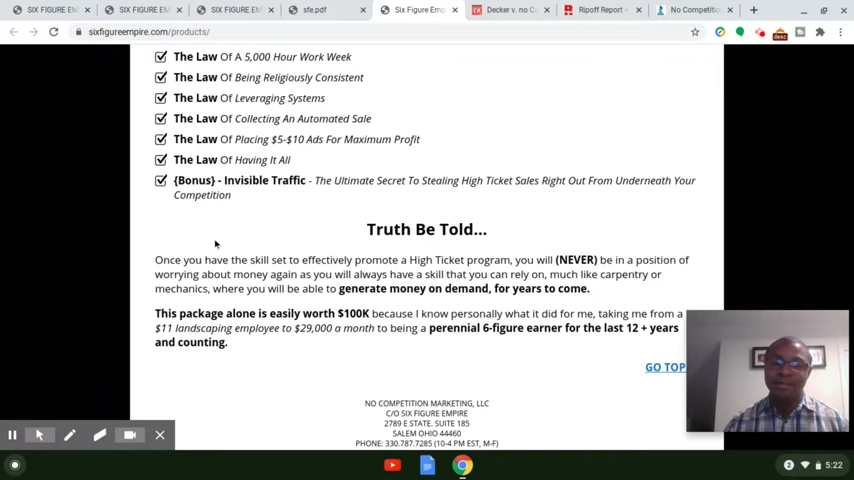 SIX FIGURE EM
SIX FIGURE EM
SIX FIGURE EM
sfe.pdf
Six Figure Emp
Decker v. no C
Ripoff Report
No Competition
sixfigureempire.com/products/
The Law Of A 5,000 Hour Work Week
The Law Of Being Religiously Consistent
The Law Of Leveraging Systems
The Law Of Collecting An Automated Sale
The Law Of Placing $5-$10 Ads For Maximum Profit
The Law Of Having It All
{Bonus} - Invisible Traffic - The Ultimate Secret To Stealing High Ticket Sales Right Out From Underneath Your
Competition
Truth Be Told...
Once you have the skill set to effectively promote a High Ticket program, you will (NEVER) be in a position of
worrying about money again as you will always have a skill that you can rely on, much like carpentry or
mechanics, where you will be able to generate money on demand, for years to come.
This package alone is easily worth $100K because I know personally what it did for me, taking me from a
$11 landscaping employee to $29,000 a month to being a perennial 6-figure earner for the last 12 + years
and counting.
GO TOP
NO COMPETITION MARKETING, LLC
C/O SIX FIGURE EMPIRE
2789 E STATE. SUITE 185
SALEM OHIO 44460
PHONE: 330.787.7285 (10-4 PM EST, M-F)
2
5:22